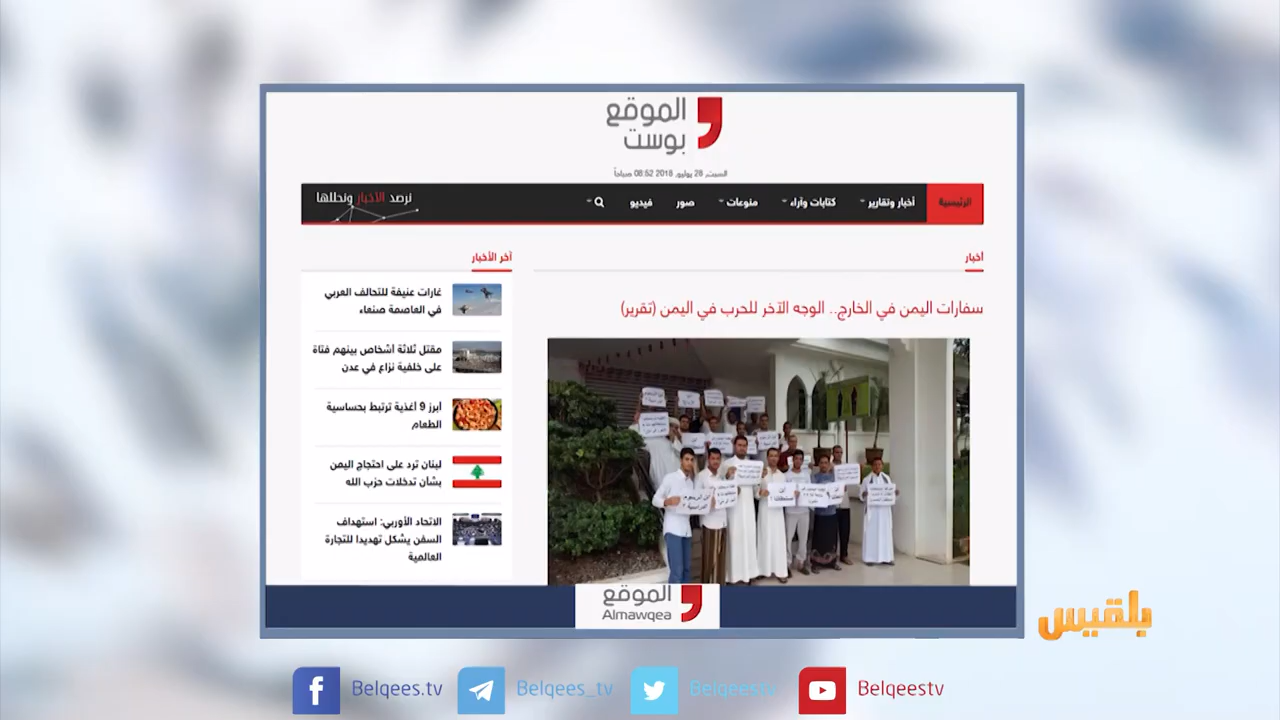 الموقع
بوست
السبت, 28 يوليو, 2018 08:52 صباحاً
الرئيسية
أخبار وتقارير
كتابات وآراء
منوعات
صور
فيديو
نرصد الأخبار ونحللها
أخبار
سفارات اليمن في الخارج.. الوجه الآخر للحرب في اليمن (تقرير)
آخر الأخبار
غارات عنيفة للتحالف العربي
في العاصمة صنعاء
مقتل ثلاثة أشخاص بينهم فتاة
على خلفية نزاع في عدن
أبرز 9 أغذية ترتبط بحساسية
الطعام
لبنان ترد على احتجاج اليمن
بشأن تدخلات حزب الله
الاتحاد الأوربي: استهداف
السفن يشكل تهديدا للتجارة
العالمية
الموقع
Almawqea
بلقيس
Belqees.tv
Belqees_tv
Belqeestv
Belqeestv